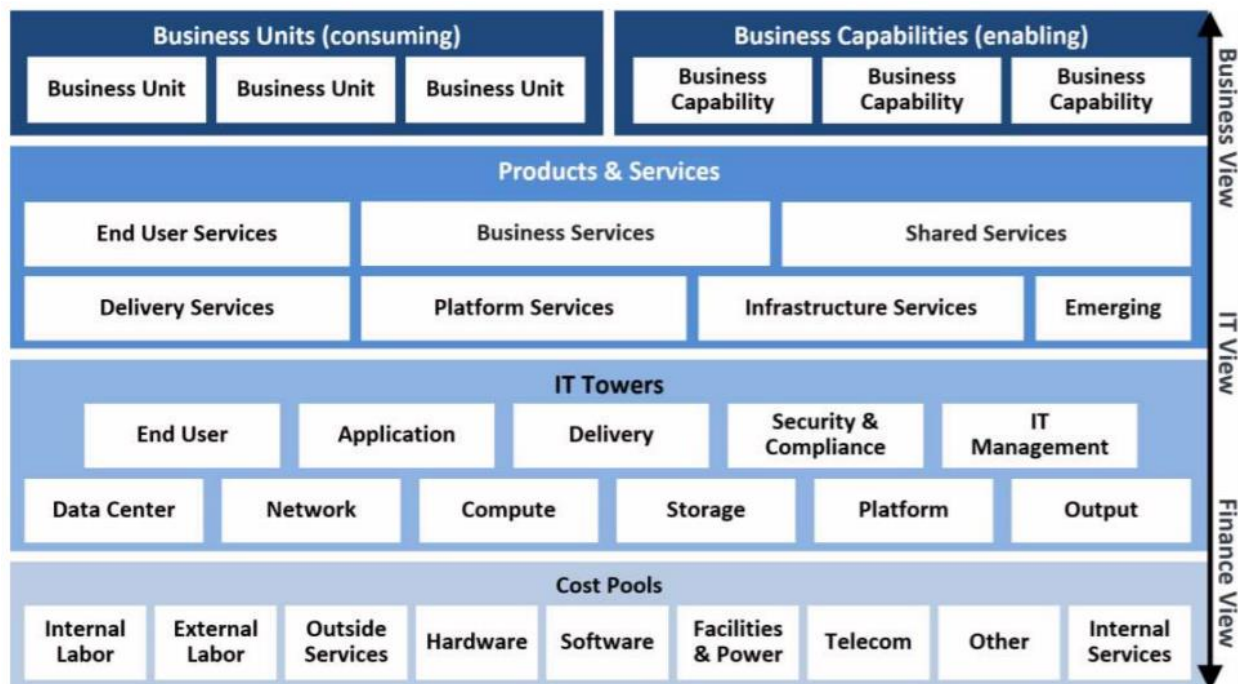 Business Units (consuming)
Business Unit
Business Unit
Business Unit
Business Capabilities (enabling)
Business
Capability
Business
Capability
Business
Capability
Products & Services
End User Services
Business Services
Shared Services
Delivery Services
Platform Services
Infrastructure Services
Emerging
IT Towers
End User
Application
Delivery
Security &
Compliance
IT
Management
Data Center
Network
Compute
Storage
Platform
Output
Cost Pools
Internal
Labor
External
Labor
Outside
Services
Hardware
Software
Facilities
& Power
Telecom
Other
Internal
Services
Business View
IT View
Finance View